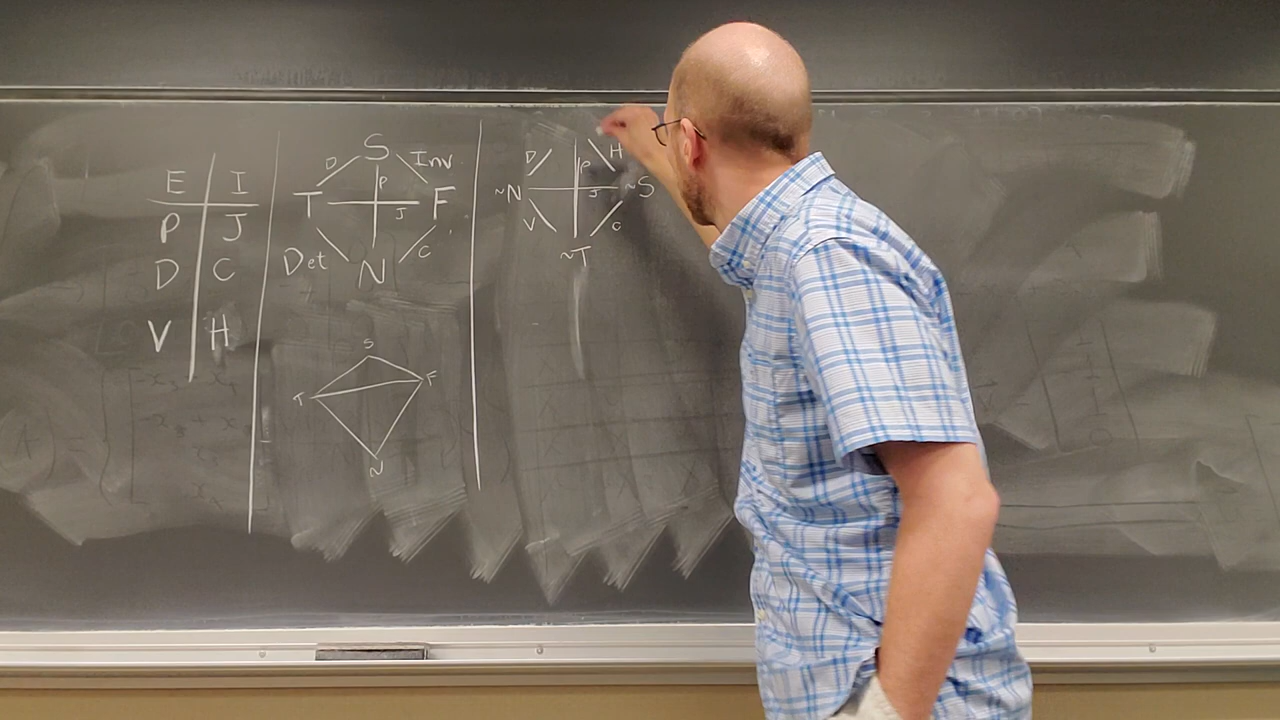 E I
P J
D C
V H
S
D Inv
P
T J F
Det C
N
S
T F
N
D H
P
~N J ~S
V C
~T